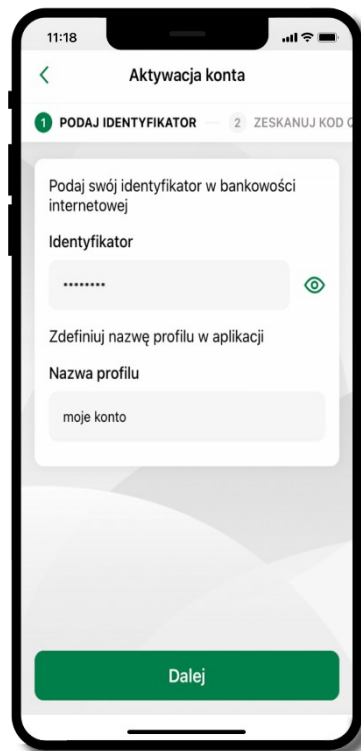 11:18
Aktywacja konta
1 PODAJ IDENTYFIKATOR 2 ZESKANUJ KOD
Podaj swój identyfikator w bankowości
internetowej
Identyfikator
••••••••
Zdefiniuj nazwę profilu w aplikacji
Nazwa profilu
moje konto
Dalej